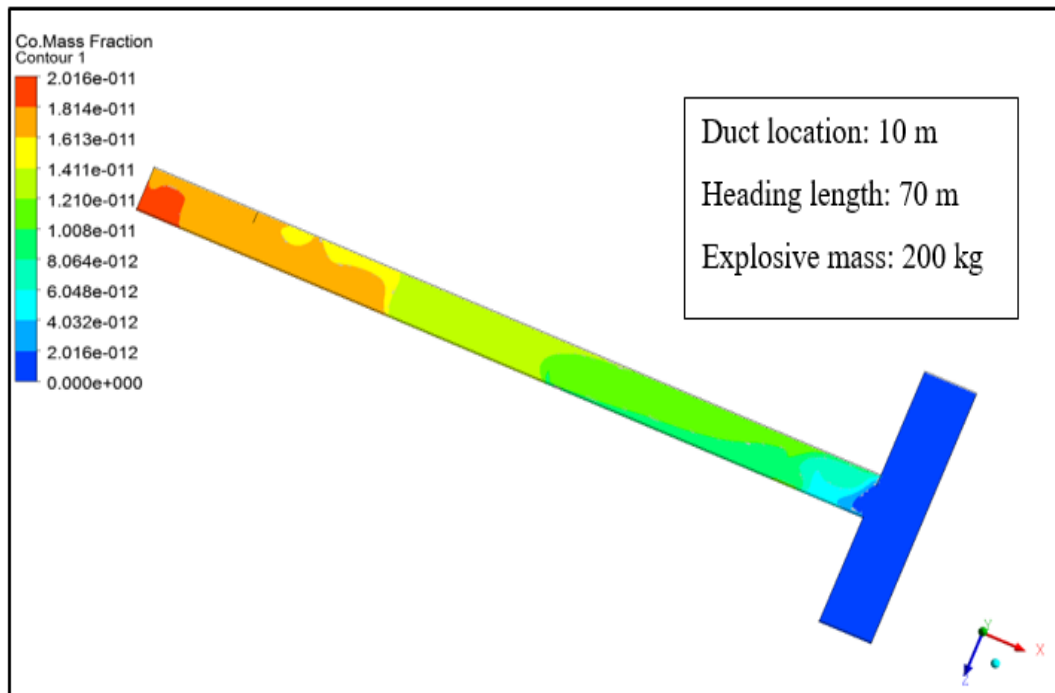 Co.Mass Fraction
Contour 1
2.016e-011
1.814e-011
1.613e-011
1.411e-011
1.210e-011
1.008e-011
8.064e-012
6.048e-012
4.032e-012
2.016e-012
0.000e+000
Duct location: 10 m
Heading length: 70 m
Explosive mass: 200 kg
Y
X
Z